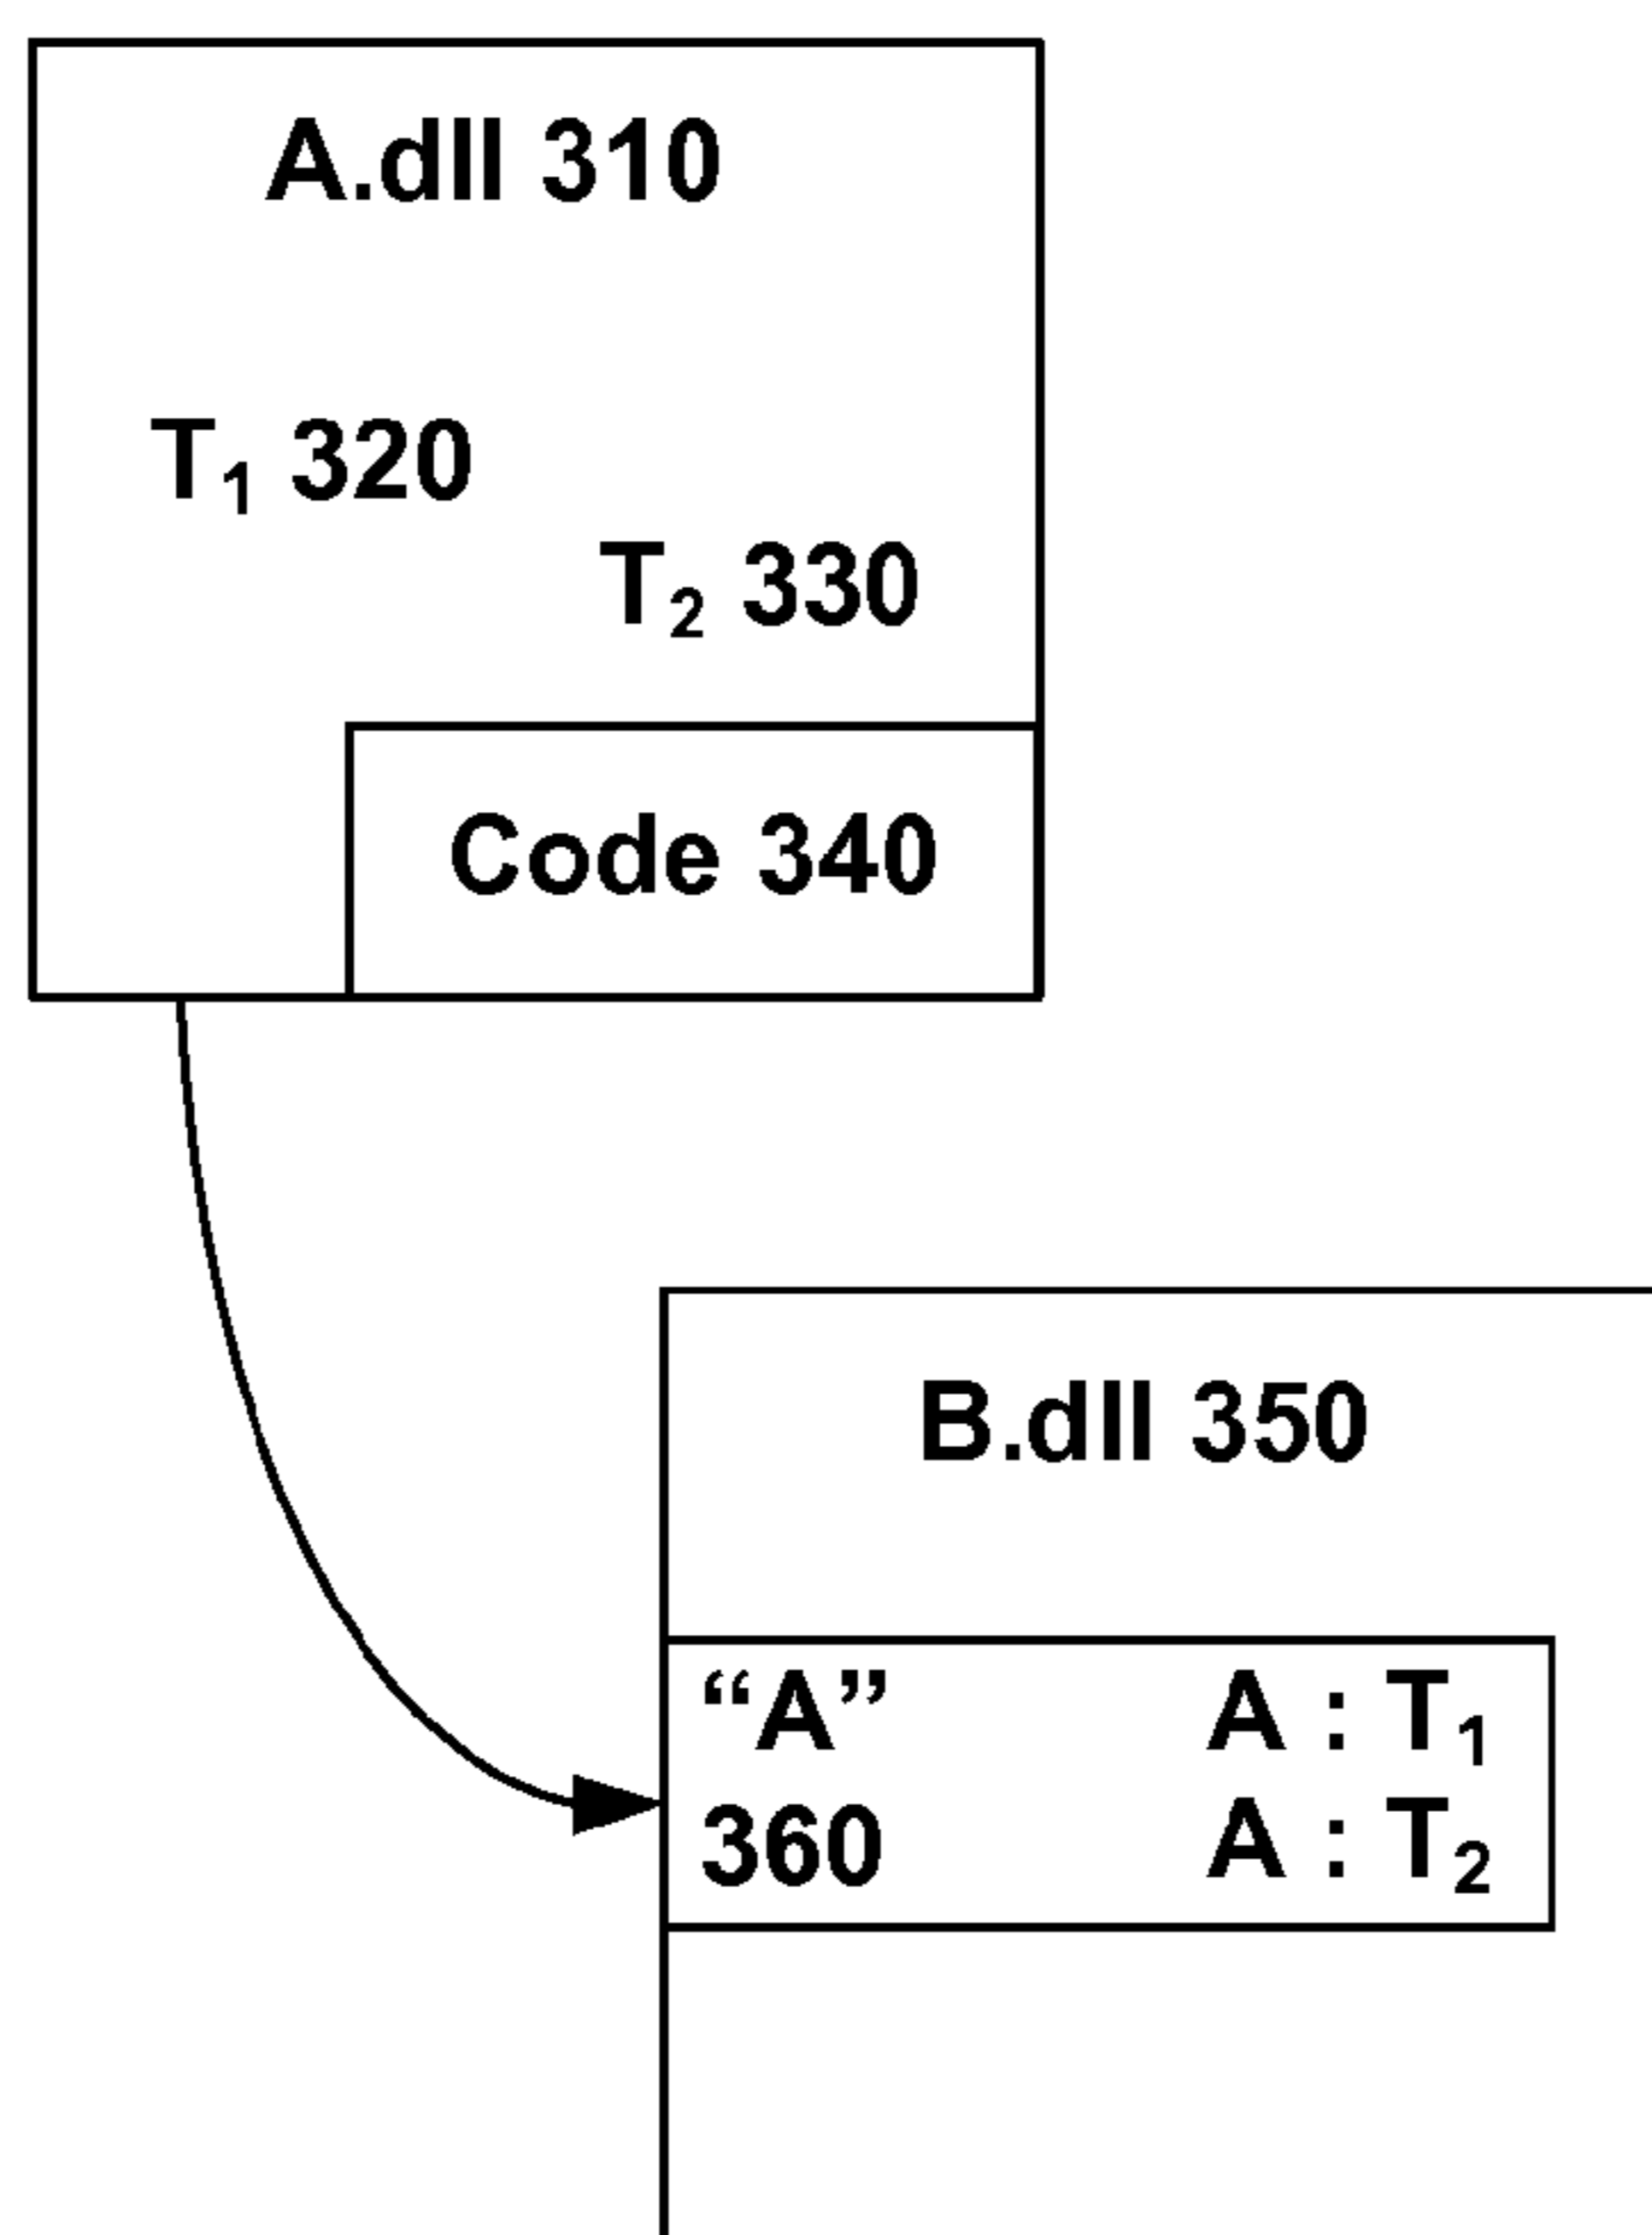 A.dll 310
T₁ 320
T₂ 330
Code 340
B.dll 350
“A” A : T₁
360 A : T₂